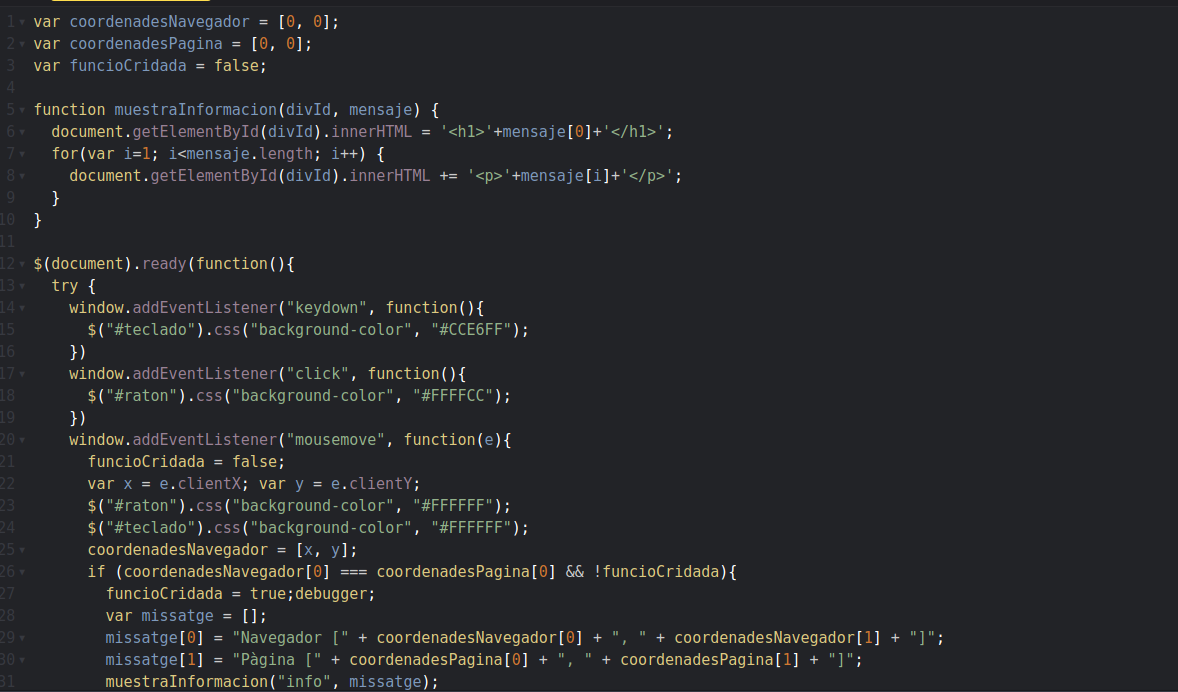 1 var coordenadesNavegador = [0, 0];
2 var coordenadesPagina = [0, 0];
3 var funcioCridada = false;
4
5 function muestraInformacion(divId, mensaje) {
6   document.getElementById(divId).innerHTML = '<h1>'+mensaje[0]+'</h1>';
7   for(var i=1; i<mensaje.length; i++) {
8     document.getElementById(divId).innerHTML += '<p>'+mensaje[i]+'</p>';
9   }
10 }
11
12 $(document).ready(function(){
13   try {
14     window.addEventListener("keydown", function(){
15       $("#teclado").css("background-color", "#CCE6FF");
16     })
17     window.addEventListener("click", function(){
18       $("#raton").css("background-color", "#FFFFCC");
19     })
20     window.addEventListener("mousemove", function(e){
21       funcioCridada = false;
22       var x = e.clientX; var y = e.clientY;
23       $("#raton").css("background-color", "#FFFFFF");
24       $("#teclado").css("background-color", "#FFFFFF");
25       coordenadesNavegador = [x, y];
26       if (coordenadesNavegador[0] === coordenadesPagina[0] && !funcioCridada){
27         funcioCridada = true;debugger;
28         var missatge = [];
29         missatge[0] = "Navegador [" + coordenadesNavegador[0] + ", " + coordenadesNavegador[1] + "]";
30         missatge[1] = "Pàgina [" + coordenadesPagina[0] + ", " + coordenadesPagina[1] + "]";
31         muestraInformacion("info", missatge);